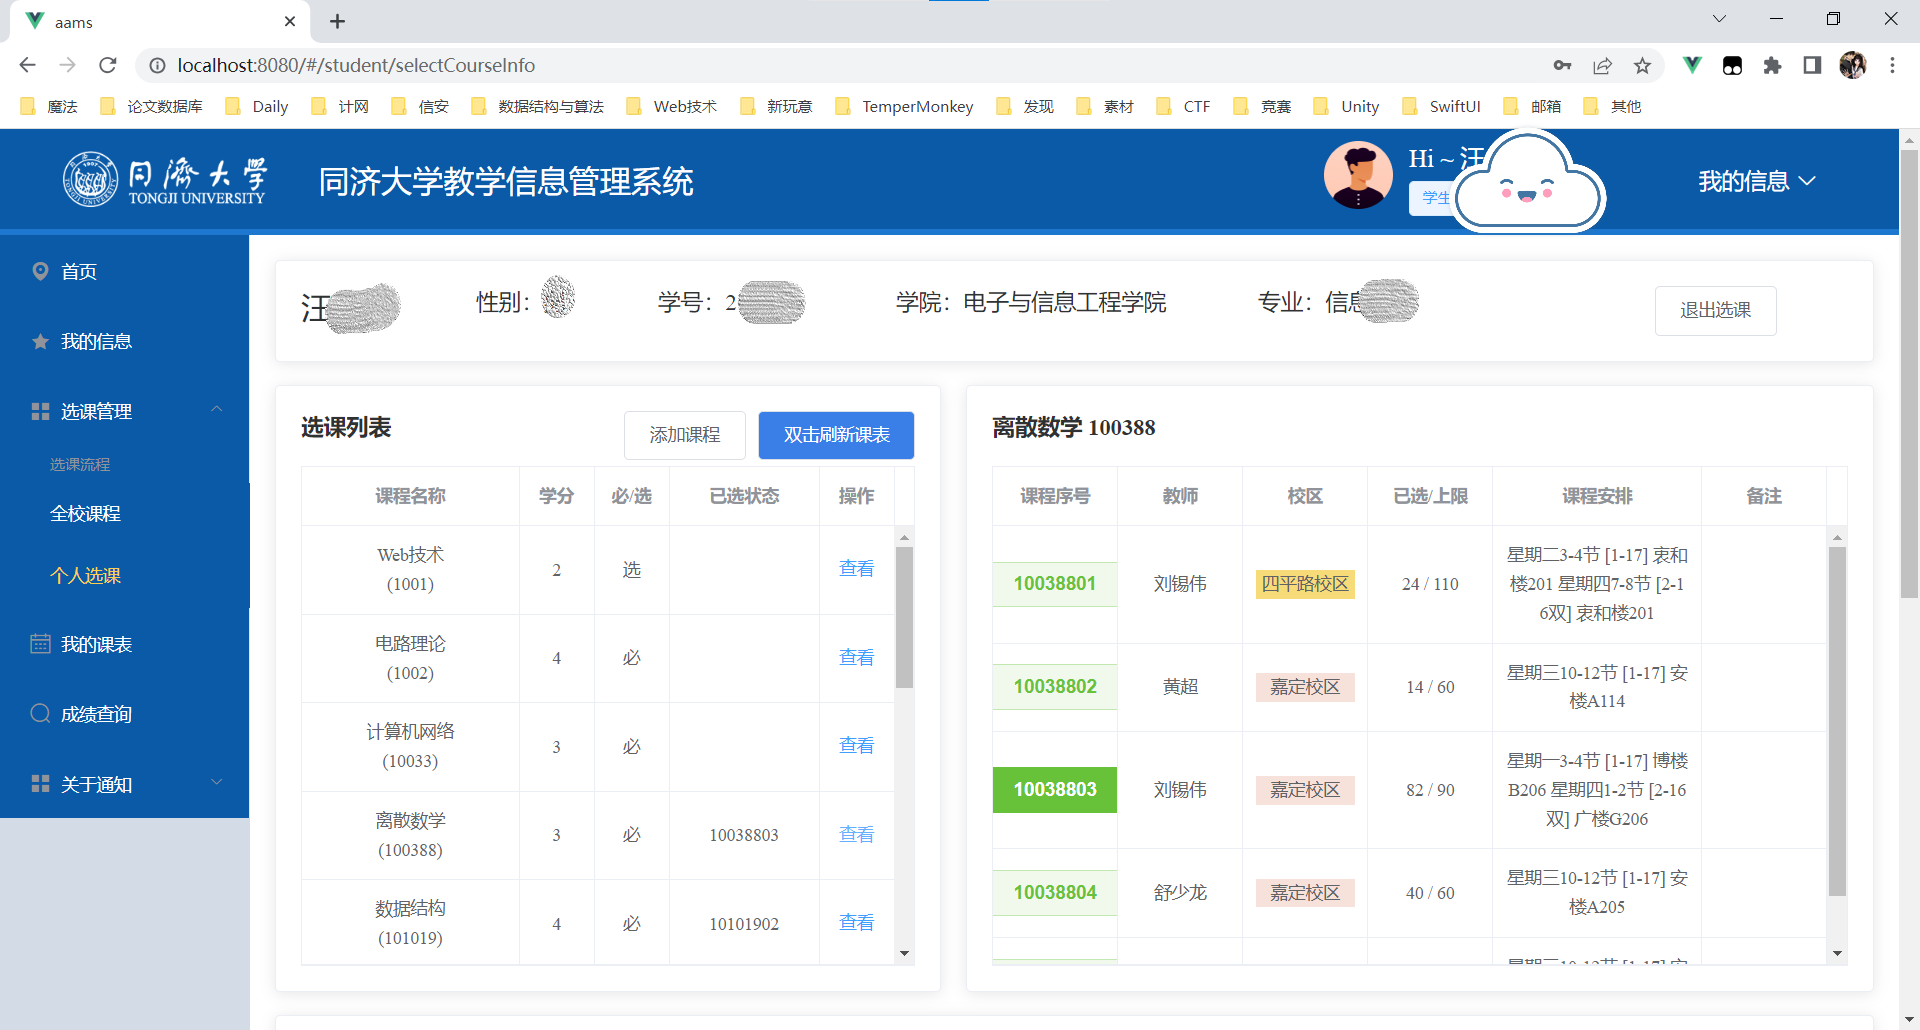 aams
localhost:8080/#/student/selectCourseInfo
魔法 论文数据库 Daily 计网 信安 数据结构与算法 Web技术 新玩意 TemperMonkey 发现 素材 CTF 竞赛 Unity SwiftUI 邮箱 其他
同濟大学
TONGJI UNIVERSITY
同济大学教学信息管理系统
Hi ~ 汪
学生
我的信息
首页
我的信息
选课管理
选课流程
全校课程
个人选课
我的课表
成绩查询
关于通知
汪 性别： 学号：2 学院：电子与信息工程学院 专业：信息
退出选课
选课列表
添加课程 双击刷新课表
课程名称 学分 必/选 已选状态 操作
Web技术
(1001) 2 选 查看
电路理论
(1002) 4 必 查看
计算机网络
(10033) 3 必 查看
离散数学
(100388) 3 必 10038803 查看
数据结构
(101019) 4 必 10101902 查看
离散数学 100388
课程序号 教师 校区 已选/上限 课程安排 备注
10038801 刘锡伟 四平路校区 24 / 110 星期二3-4节 [1-17] 衷和
楼201 星期四7-8节 [2-1
6双] 衷和楼201
10038802 黄超 嘉定校区 14 / 60 星期三10-12节 [1-17] 安
楼A114
10038803 刘锡伟 嘉定校区 82 / 90 星期一3-4节 [1-17] 博楼
B206 星期四1-2节 [2-16
双] 广楼G206
10038804 舒少龙 嘉定校区 40 / 60 星期三10-12节 [1-17] 安
楼A205
星期三10-12节 [1-17] 安